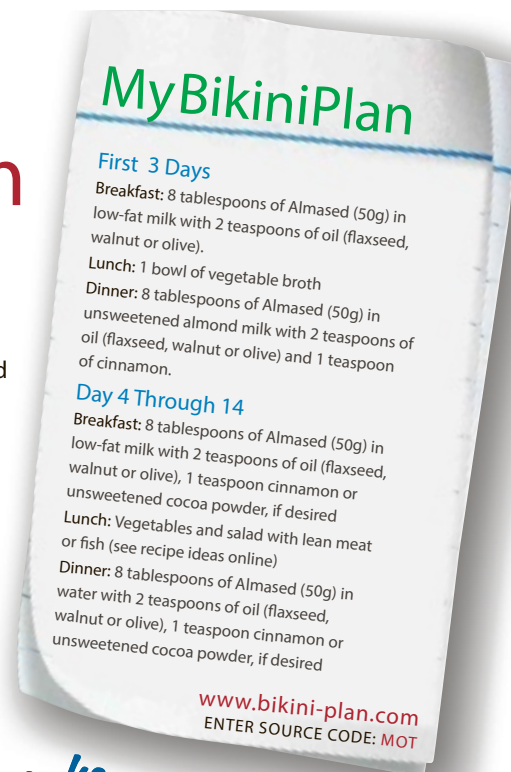 MyBikiniPlan
First 3 Days
Breakfast: 8 tablespoons of Almased (50g) in
low-fat milk with 2 teaspoons of oil (flaxseed,
walnut or olive).
Lunch: 1 bowl of vegetable broth
Dinner: 8 tablespoons of Almased (50g) in
unsweetened almond milk with 2 teaspoons of
oil (flaxseed, walnut or olive) and 1 teaspoon
of cinnamon.
Day 4 Through 14
Breakfast: 8 tablespoons of Almased (50g) in
low-fat milk with 2 teaspoons of oil (flaxseed,
walnut or olive), 1 teaspoon cinnamon or
unsweetened cocoa powder, if desired
Lunch: Vegetables and salad with lean meat
or fish (see recipe ideas online)
Dinner: 8 tablespoons of Almased (50g) in
water with 2 teaspoons of oil (flaxseed,
walnut or olive), 1 teaspoon cinnamon or
unsweetened cocoa powder, if desired
www.bikini-plan.com
ENTER SOURCE CODE: MOT